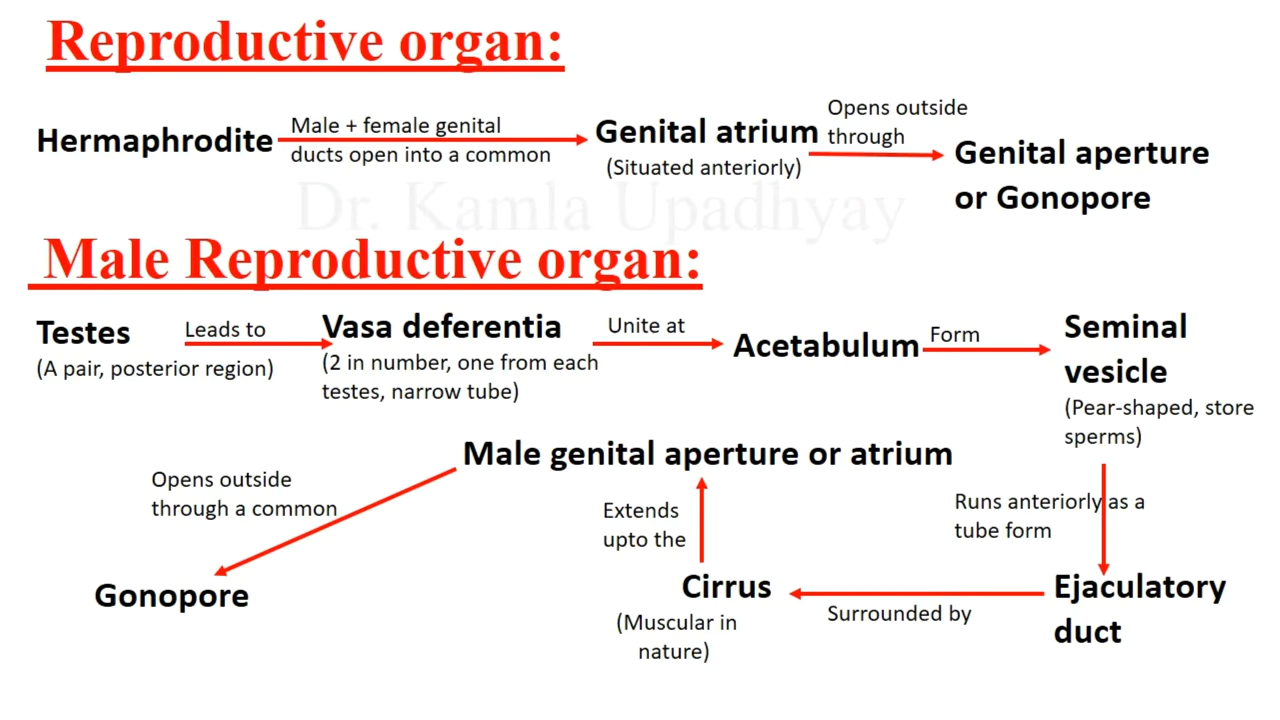 Reproductive organ:
Hermaphrodite
Male + female genital
ducts open into a common
Genital atrium
(Situated anteriorly)
Opens outside
through
Genital aperture
or Gonopore
Dr. Kamla Upadhyay
Male Reproductive organ:
Testes
(A pair, posterior region)
Leads to
Vasa deferentia
(2 in number, one from each
testes, narrow tube)
Unite at
Acetabulum
Form
Seminal
vesicle
(Pear-shaped, store
sperms)
Runs anteriorly as a
tube form
Ejaculatory
duct
Surrounded by
Cirrus
(Muscular in
nature)
Extends
upto the
Male genital aperture or atrium
Opens outside
through a common
Gonopore